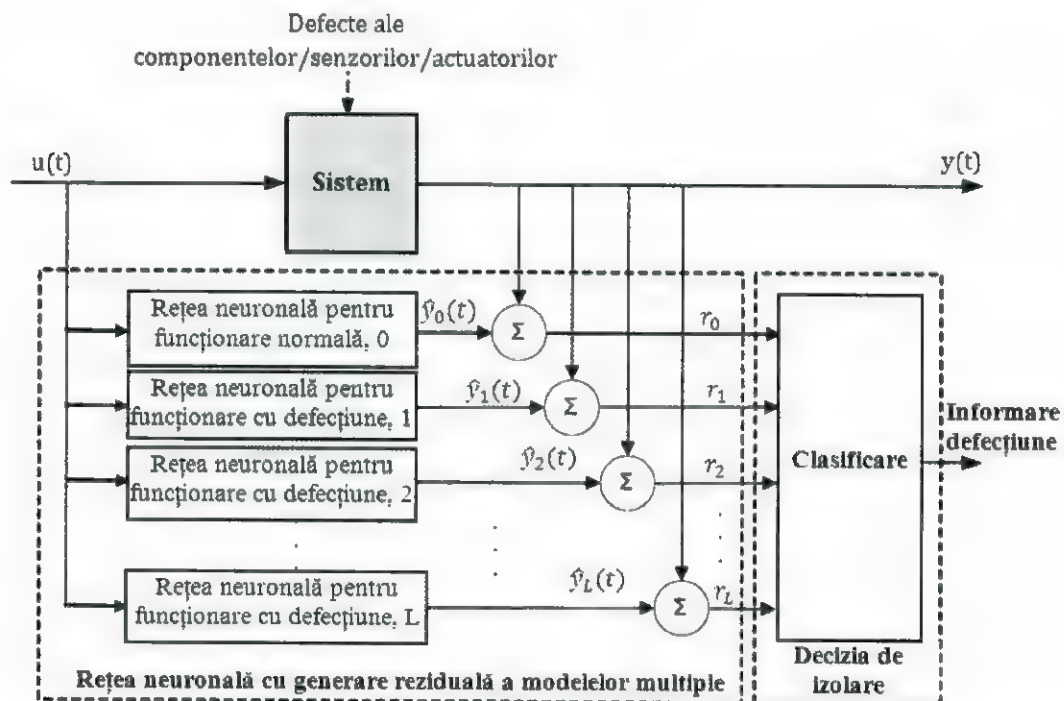 Defecte ale
componentelor/senzorilor/actuatorilor
u(t)
Sistem
y(t)
Rețea neuronală pentru
funcționare normală, 0
ŷ₀(t)
Σ
r₀
Rețea neuronală pentru
funcționare cu defecțiune, 1
ŷ₁(t)
Σ
r₁
Rețea neuronală pentru
funcționare cu defecțiune, 2
ŷ₂(t)
Σ
r₂
Rețea neuronală pentru
funcționare cu defecțiune, L
ŷ_L(t)
Σ
r_L
Clasificare
Informare
defecțiune
Rețea neuronală cu generare reziduală a modelelor multiple
Decizia de
izolare